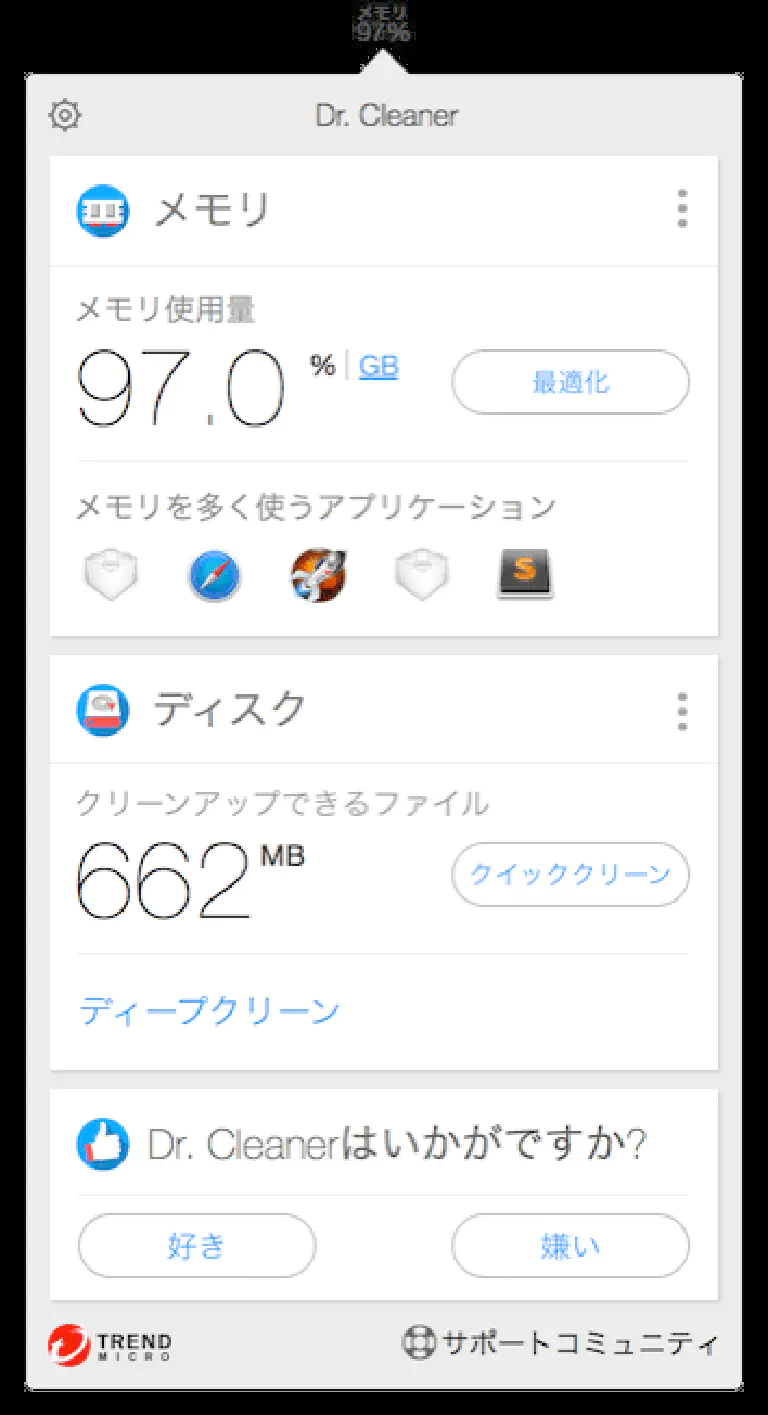 メモリ
97%
Dr. Cleaner
メモリ
メモリ使用量
97.0 % | GB
最適化
メモリを多く使うアプリケーション
S
ディスク
クリーンアップできるファイル
662 MB
クイッククリーン
ディープクリーン
Dr. Cleanerはいかがですか?
好き
嫌い
TREND
MICRO
サポートコミュニティ